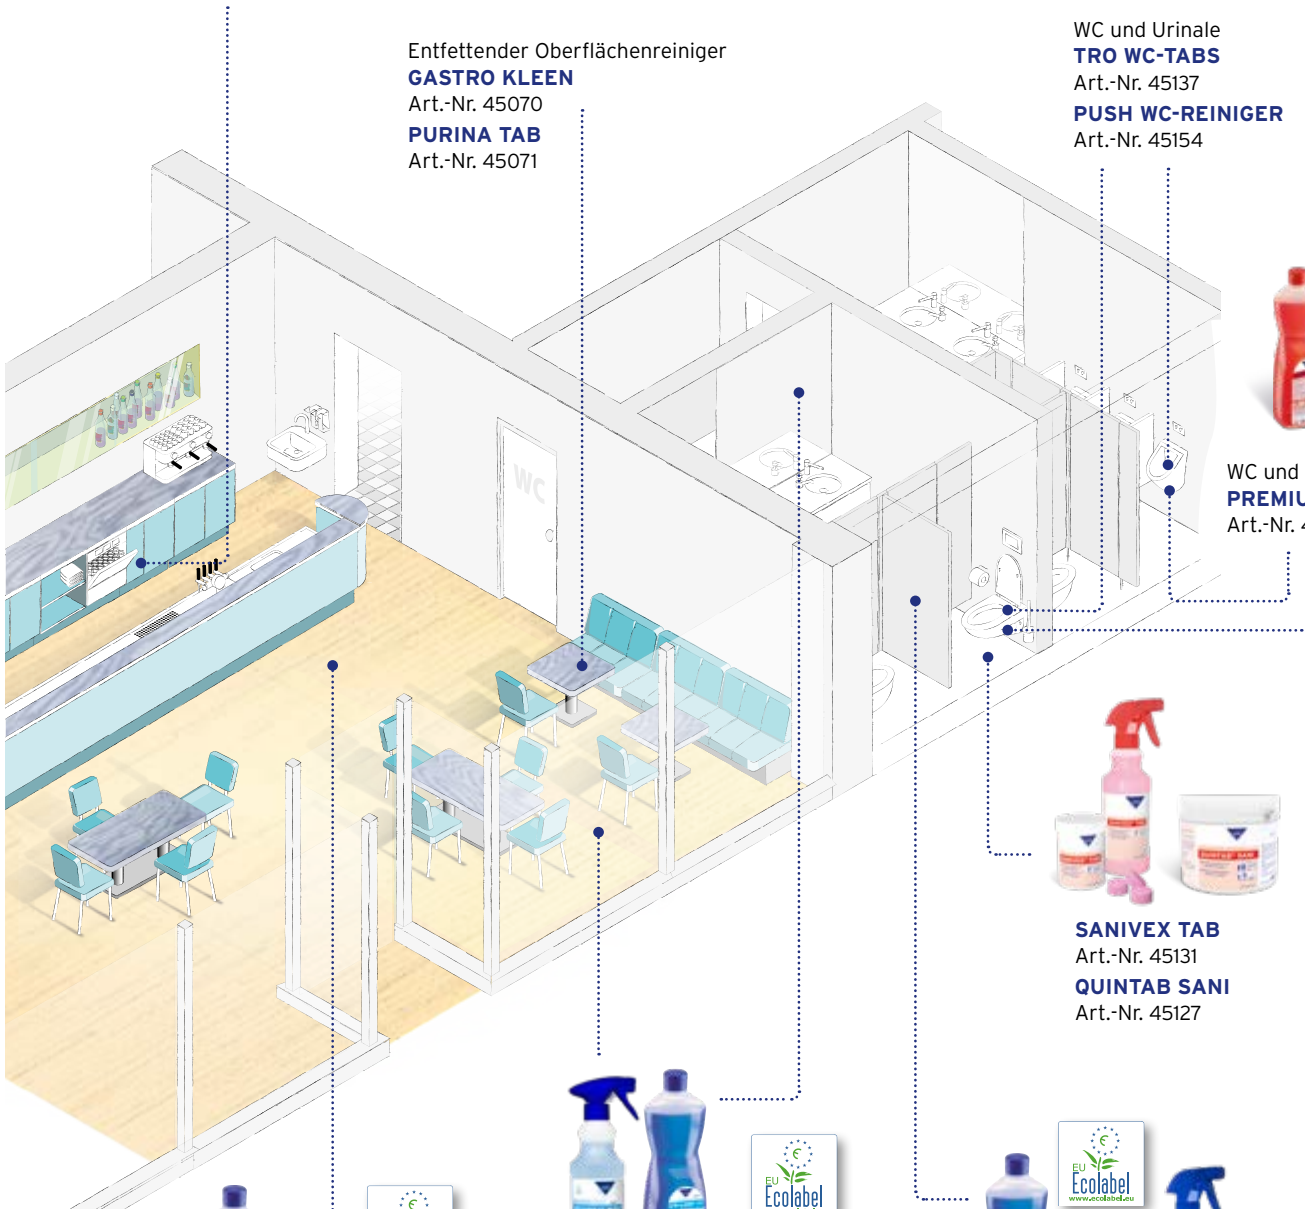 Entfettender Oberflächenreiniger
GASTRO KLEEN
Art.-Nr. 45070
PURINA TAB
Art.-Nr. 45071
WC und Urinale
TRO WC-TABS
Art.-Nr. 45137
PUSH WC-REINIGER
Art.-Nr. 45154
WC
WC und
Art.-Nr.
SANIVEX TAB
Art.-Nr. 45131
QUINTAB SANI
Art.-Nr. 45127
EU
Ecolabel
EU
Ecolabel
www.ecolabel.eu